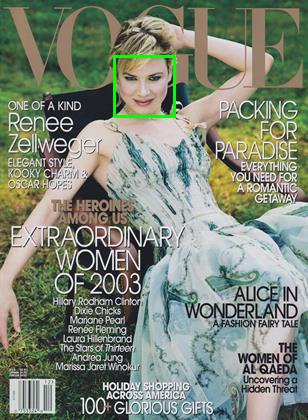 VOGUE
ONE OF A KIND
Renee
Zellweger
ELEGANT STYLE,
KOOKY CHARM &
OSCAR HOPES
PACKING
FOR
PARADISE
EVERYTHING
YOU NEED FOR
A ROMANTIC
GETAWAY
THE HEROINES
AMONG US
EXTRAORDINARY
WOMEN
OF 2003
Hillary Rodham Clinton
Dixie Chicks
Mariane Pearl
Renée Fleming
Laura Hillenbrand
The Stars of Thirteen
Andrea Jung
Marissa Jaret Winokur
ALICE IN
WONDERLAND
A FASHION FAIRY TALE
THE
WOMEN OF
AL QAEDA
Uncovering a
Hidden Threat
HOLIDAY SHOPPING
ACROSS AMERICA
100+ GLORIOUS GIFTS